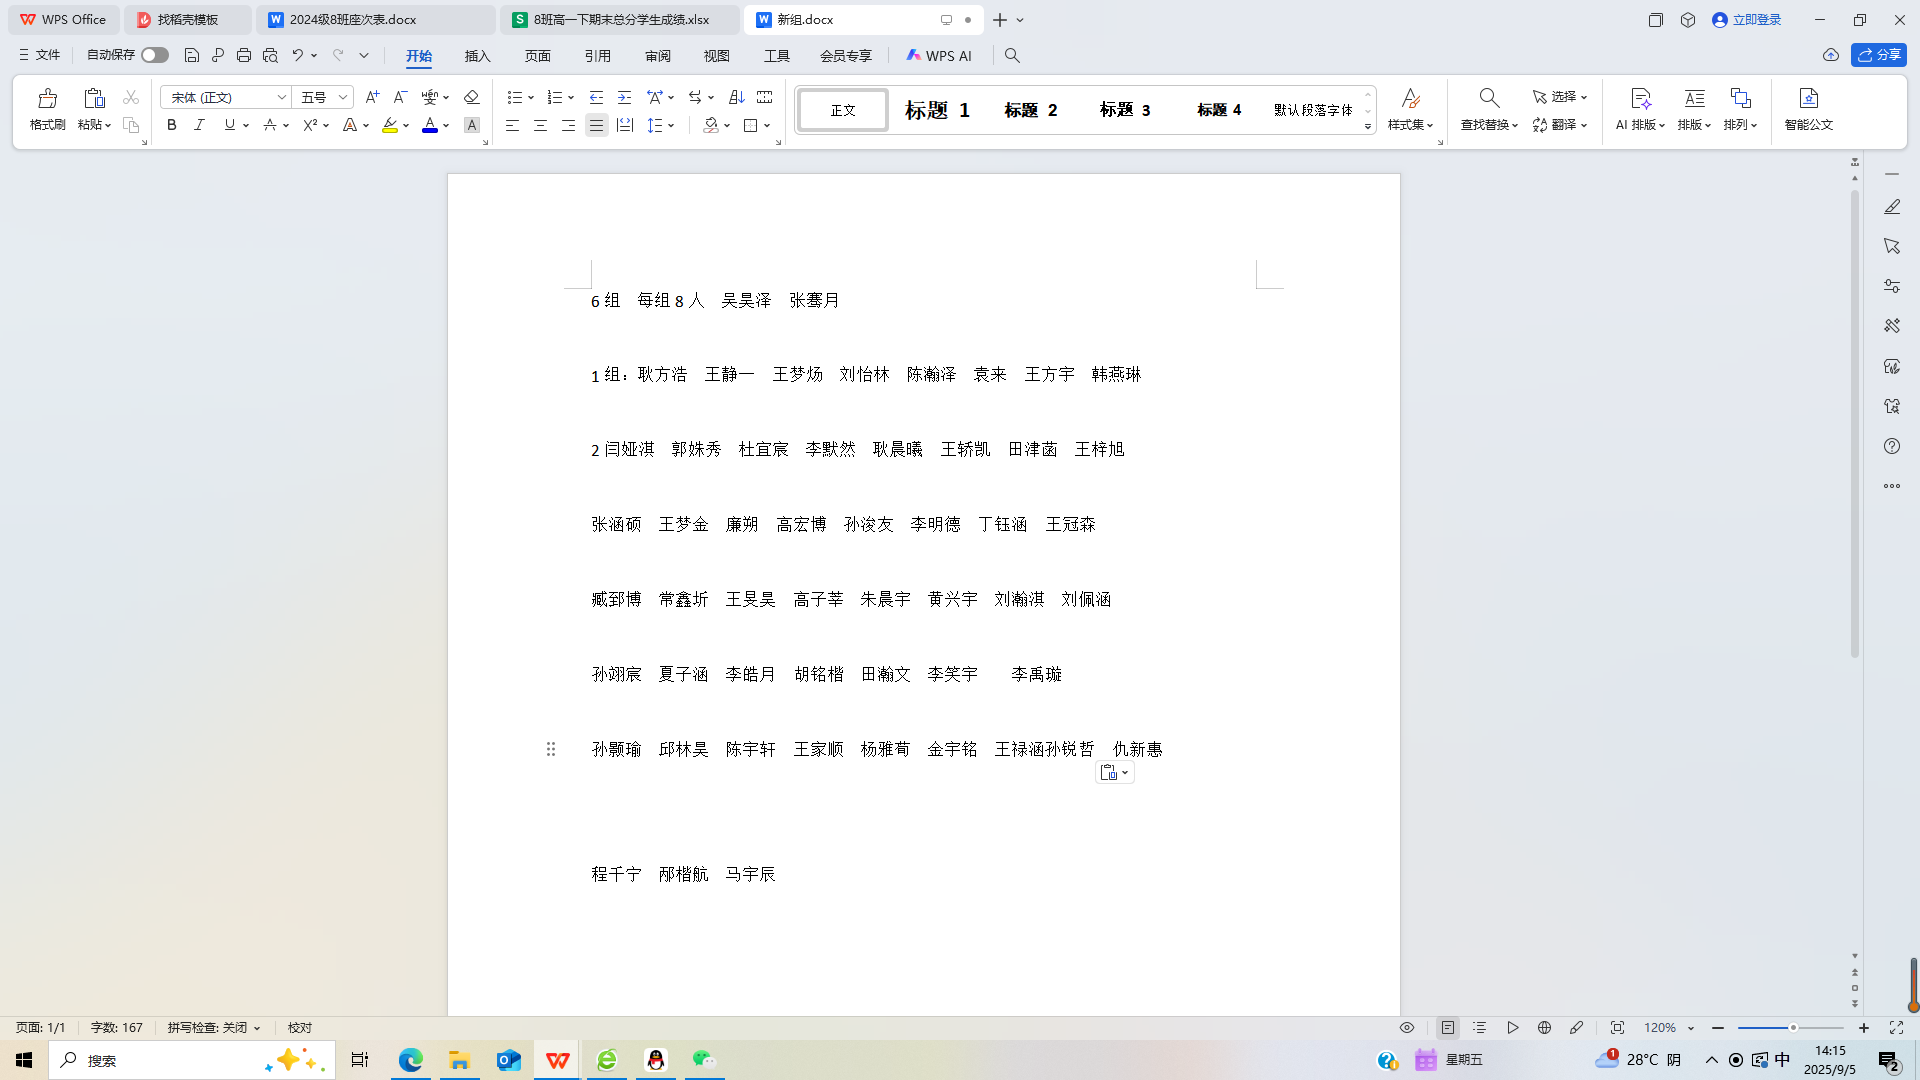 WPS Office 找稻壳模板 2024级8班座次表.docx 8班高一下期末总分学生成绩.xlsx 新组.docx 立即登录
文件 自动保存 开始 插入 页面 引用 审阅 视图 工具 会员专享 WPS AI 分享
格式刷 粘贴 宋体 (正文) 五号 正文 标题 1 标题 2 标题 3 标题 4 默认段落字体 样式集 查找替换 选择 翻译 AI 排版 排版 排列 智能公文
6 组 每组 8 人 吴昊泽 张骞月
1 组：耿方浩 王静一 王梦炀 刘怡林 陈瀚泽 袁来 王方宇 韩燕琳
2 闫娅淇 郭姝秀 杜宜宸 李默然 耿晨曦 王轿凯 田津菡 王梓旭
张涵硕 王梦金 廉朔 高宏博 孙浚友 李明德 丁钰涵 王冠森
臧郅博 常鑫圻 王旻昊 高子莘 朱晨宇 黄兴宇 刘瀚淇 刘佩涵
孙翊宸 夏子涵 李皓月 胡铭楷 田瀚文 李笑宇 李禹璇
孙颢瑜 邱林昊 陈宇轩 王家顺 杨雅荀 金宇铭 王禄涵孙锐哲 仇新惠
程千宁 邴楷航 马宇辰
页面: 1/1 字数: 167 拼写检查: 关闭 校对 120%
搜索 星期五 28°C 阴 中 14:15
2025/9/5